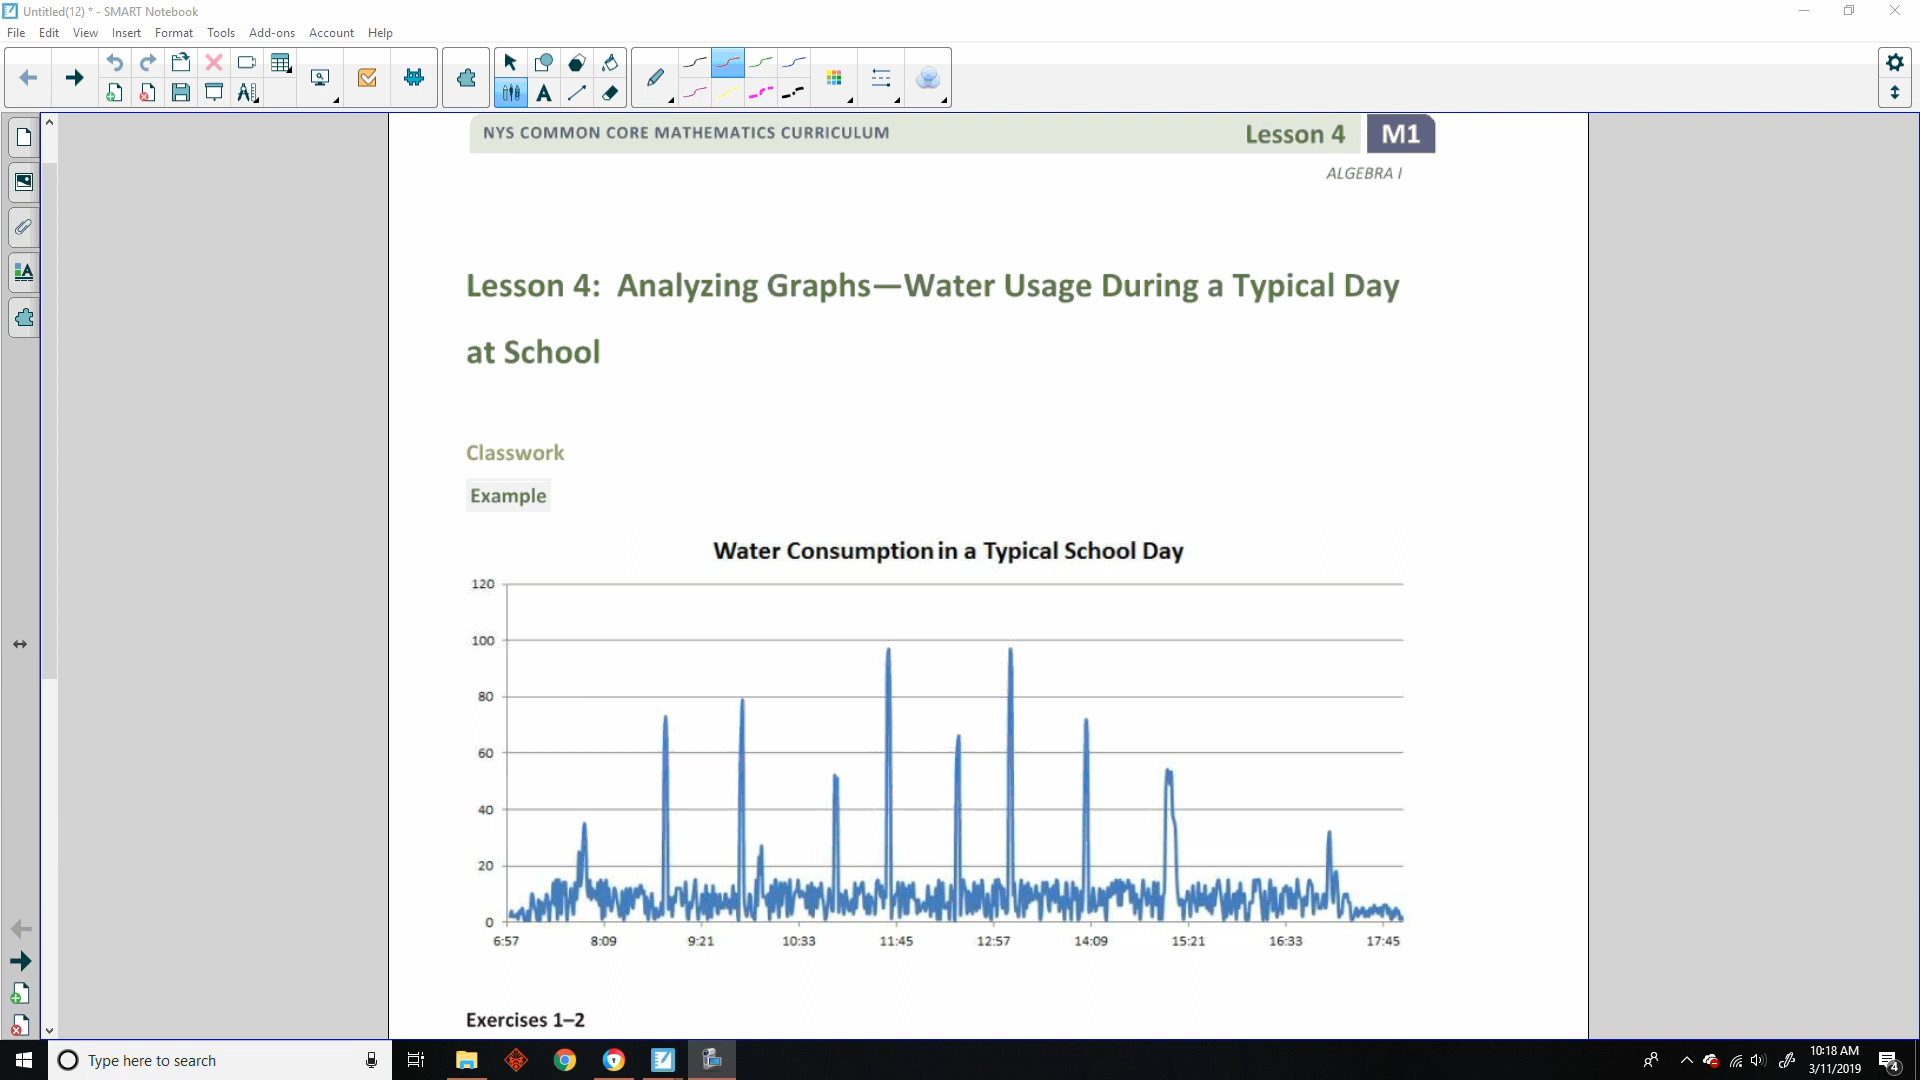 Untitled(12) * - SMART Notebook
File Edit View Insert Format Tools Add-ons Account Help
NYS COMMON CORE MATHEMATICS CURRICULUM
Lesson 4
M1
ALGEBRA I
Lesson 4: Analyzing Graphs—Water Usage During a Typical Day
at School
Classwork
Example
Water Consumption in a Typical School Day
120
100
80
60
40
20
0
6:57 8:09 9:21 10:33 11:45 12:57 14:09 15:21 16:33 17:45
Exercises 1–2
Type here to search
10:18 AM
3/11/2019
4